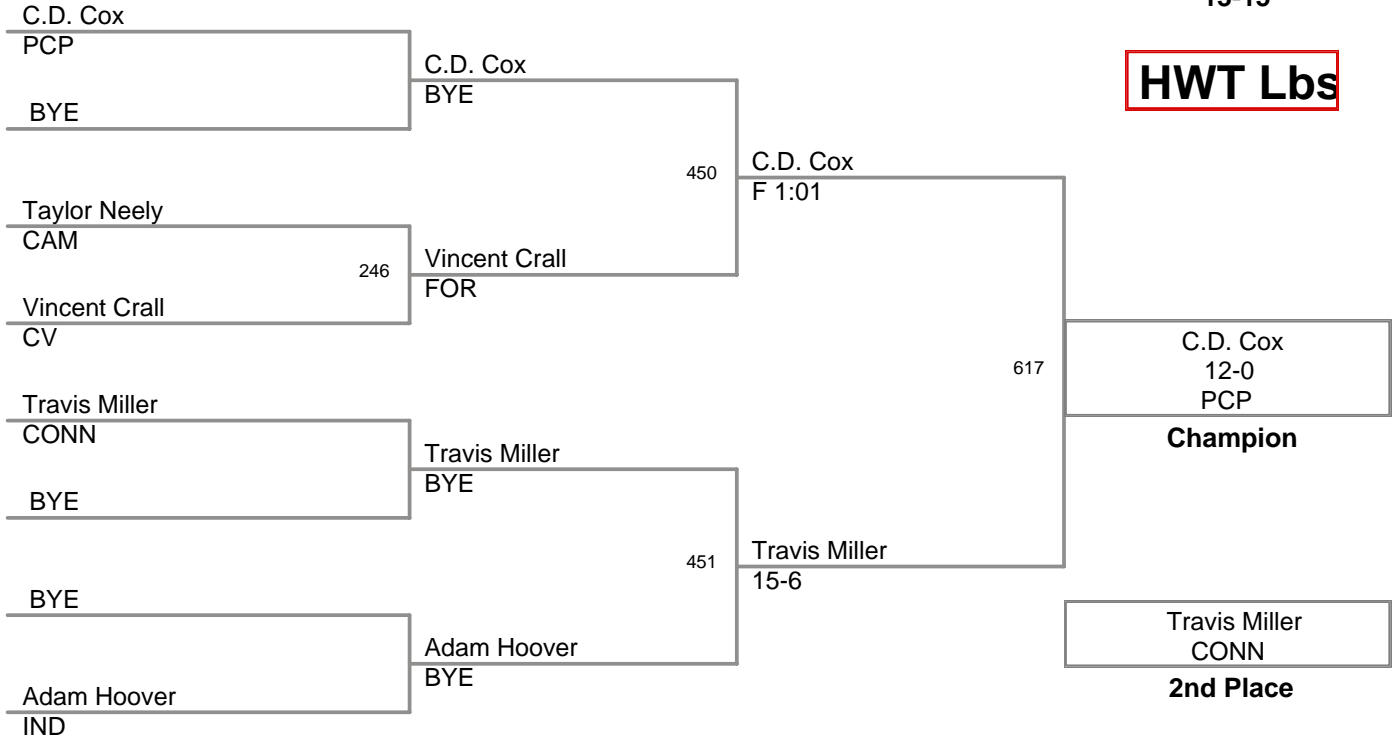 C.D. Cox
PCP
BYE
Taylor Neely
CAM
246
Vincent Crall
CV
Travis Miller
CONN
BYE
BYE
Adam Hoover
IND
C.D. Cox
BYE
450
Vincent Crall
FOR
Travis Miller
BYE
451
Adam Hoover
BYE
C.D. Cox
F 1:01
617
Travis Miller
15-6
HWT Lbs
C.D. Cox
12-0
PCP
Champion
Travis Miller
CONN
2nd Place